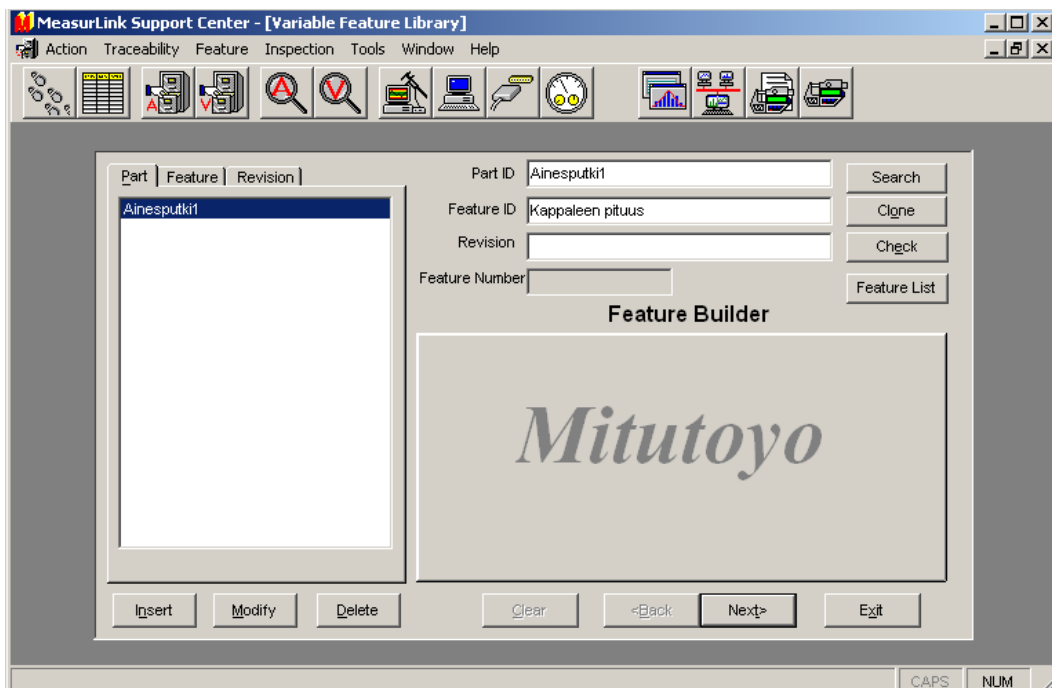 MeasurLink Support Center - [Variable Feature Library]
Action Traceability Feature Inspection Tools Window Help
A V A V
Part Feature Revision
Ainesputki1
Part ID Ainesputki1 Search
Feature ID Kappaleen pituus Clone
Revision Check
Feature Number Feature List
Feature Builder
Mitutoyo
Insert Modify Delete Clear <Back Next> Exit
CAPS NUM